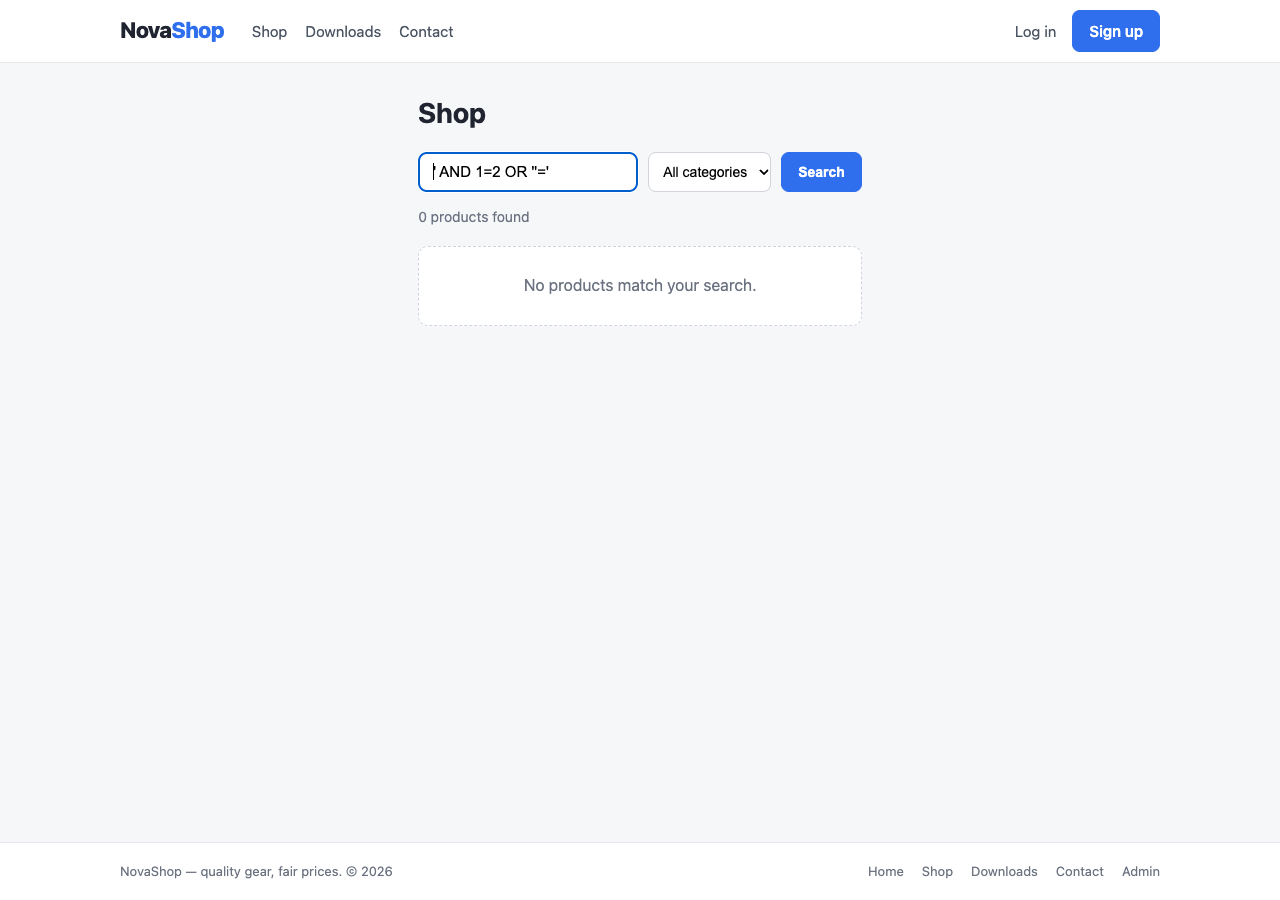 NovaShop
Shop
Downloads
Contact
Log in
Sign up
Shop
' AND 1=2 OR ''='
All categories
Search
0 products found
No products match your search.
NovaShop — quality gear, fair prices. © 2026
Home
Shop
Downloads
Contact
Admin